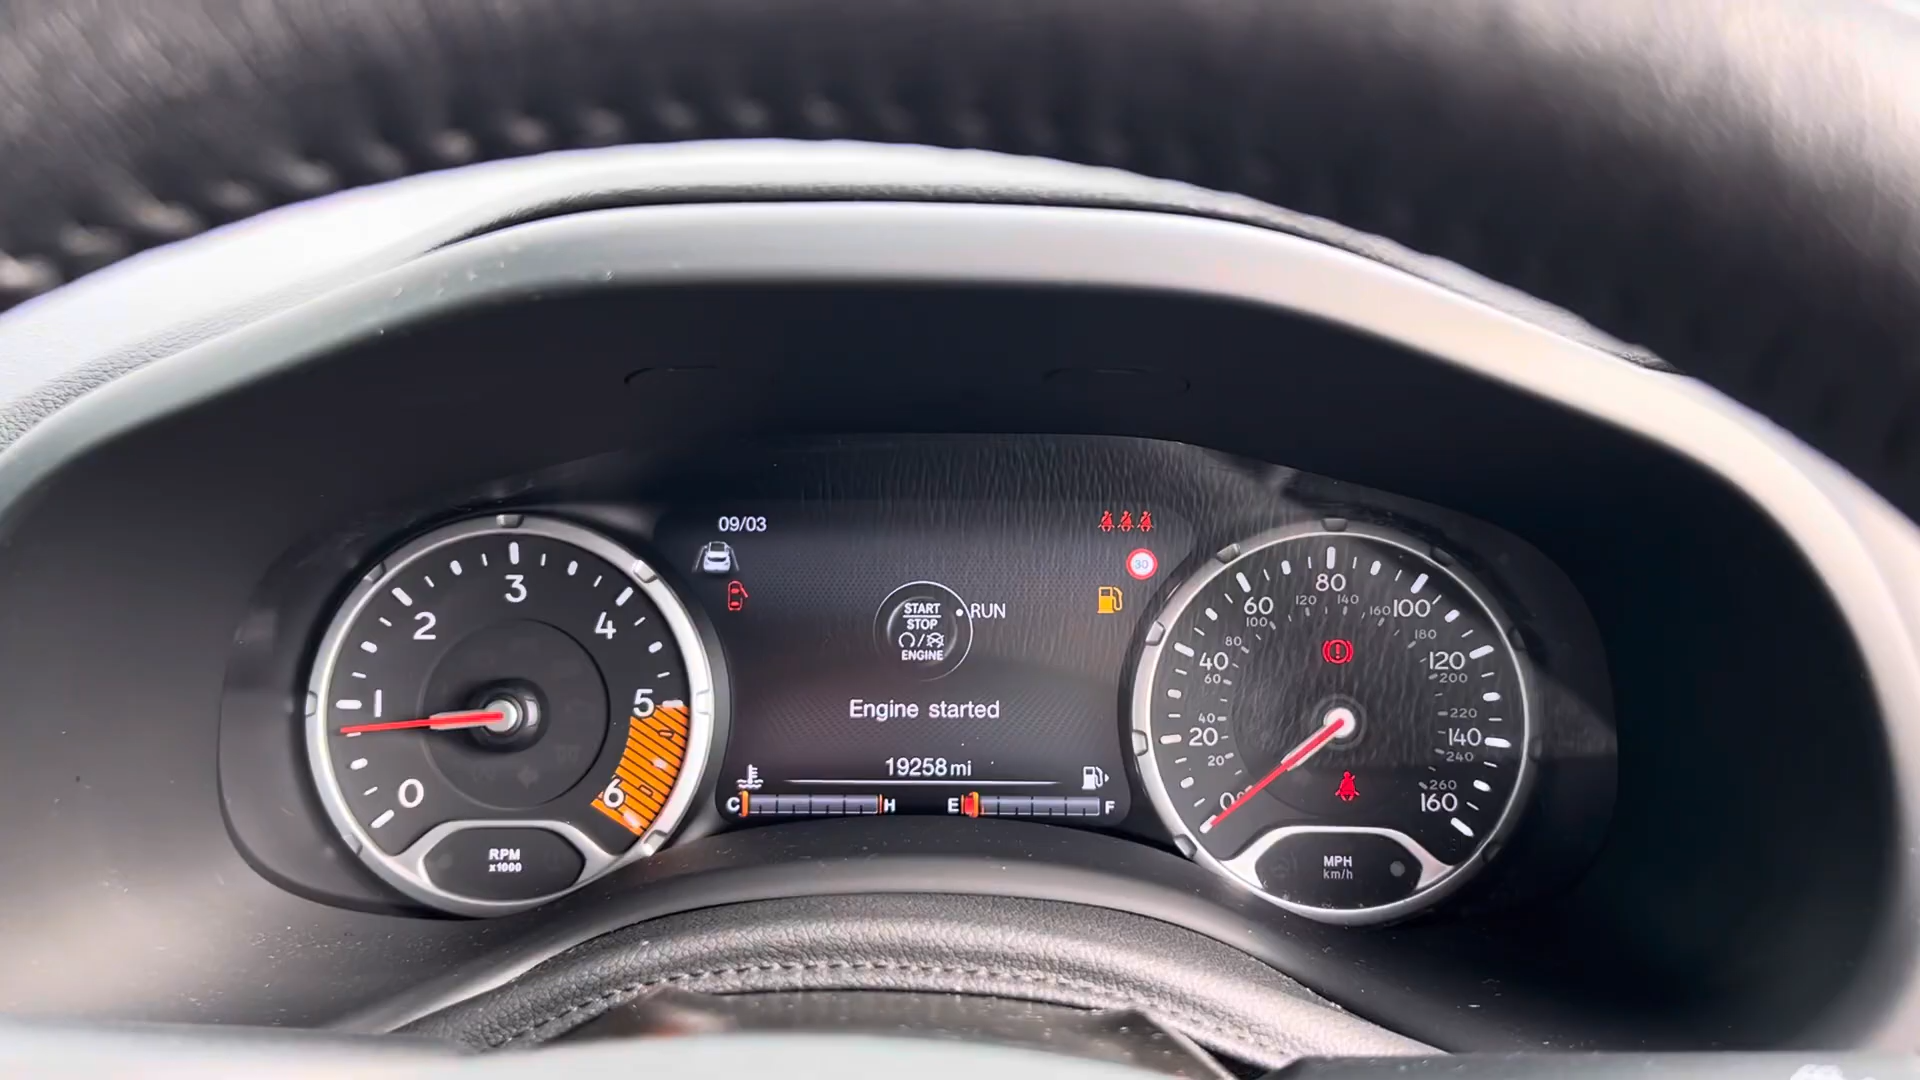 09/03
30
START
STOP
ENGINE
RUN
Engine started
19258 mi
C H
E F
0 1 2 3 4 5 6
RPM
x1000
0 20 40 60 80 100 120 140 160
20 40 60 80 100 120 140 160 180 200 220 240 260
MPH
km/h